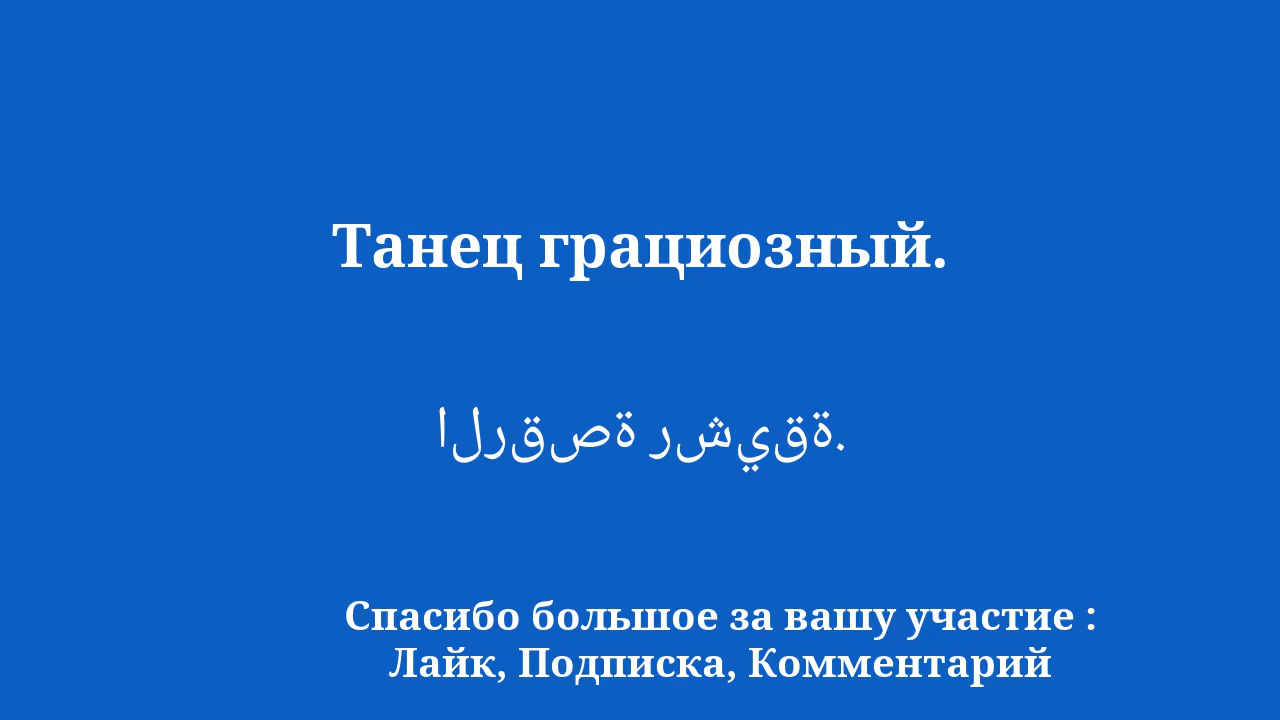 Танец грациозный.
الرقصة رشيقة.
Спасибо большое за вашу участие :
Лайк, Подписка, Комментарий